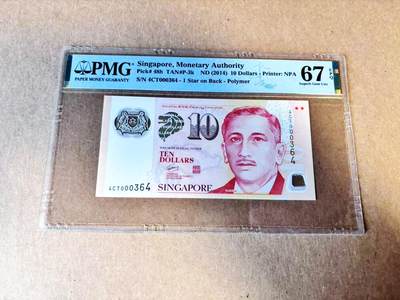 PMG
PAPER MONEY GUARANTY
Singapore, Monetary Authority
Pick# 48h TAN#P-3k ND (2014) 10 Dollars - Printer: NPA
S/N 4CT000364 - 1 Star on Back - Polymer
67 EPQ
Superb Gem Unc
10
TEN
DOLLARS
4CT000364
SINGAPORE
4CT000364